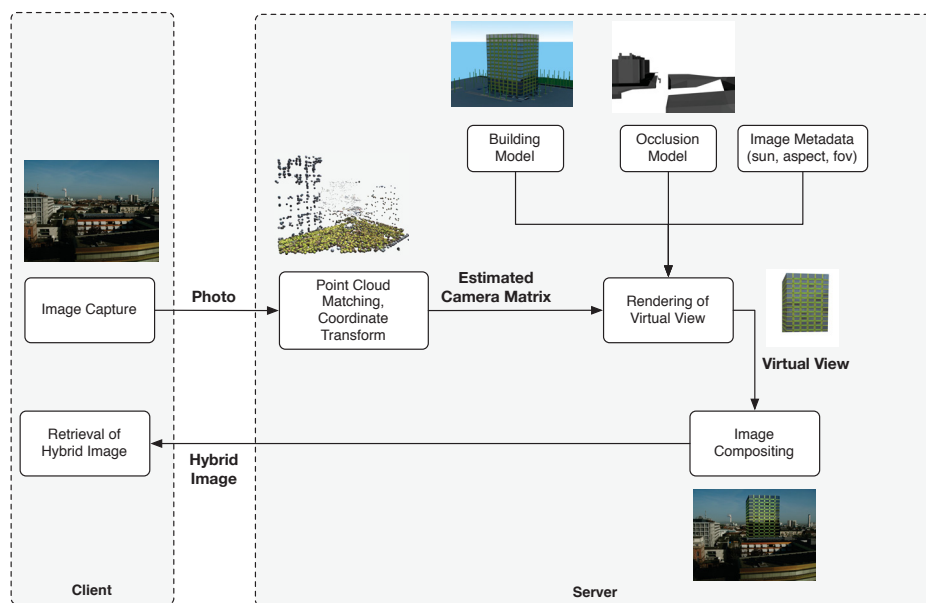 Building
Model
Occlusion
Model
Image Metadata
(sun, aspect, fov)
Image Capture
Photo
Point Cloud
Matching,
Coordinate
Transform
Estimated
Camera Matrix
Rendering of
Virtual View
Virtual View
Retrieval of
Hybrid Image
Hybrid
Image
Image
Compositing
Client
Server